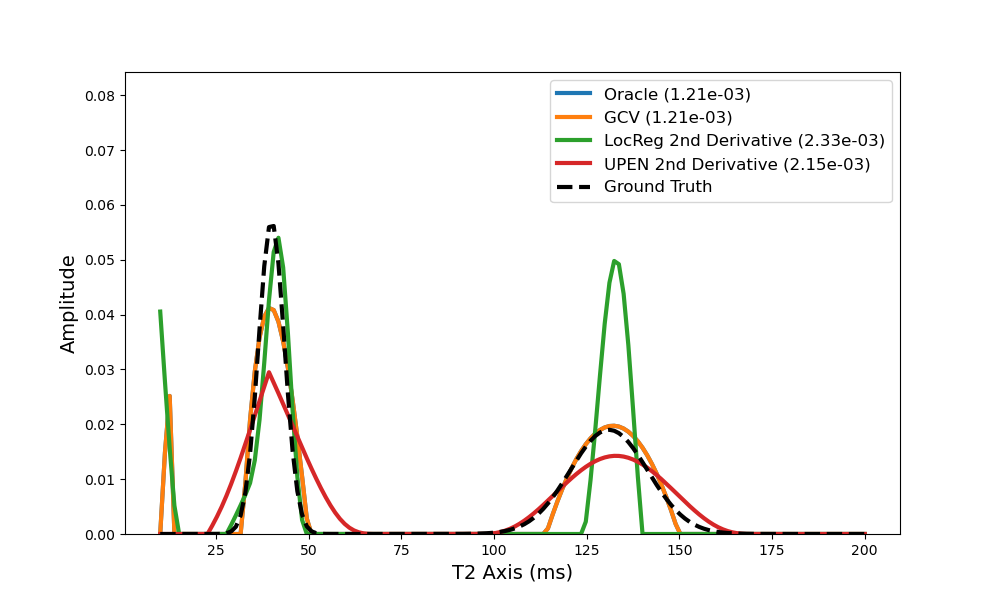 Oracle (1.21e-03)
GCV (1.21e-03)
LocReg 2nd Derivative (2.33e-03)
UPEN 2nd Derivative (2.15e-03)
Ground Truth
Amplitude
0.08
0.07
0.06
0.05
0.04
0.03
0.02
0.01
0.00
25 50 75 100 125 150 175 200
T2 Axis (ms)